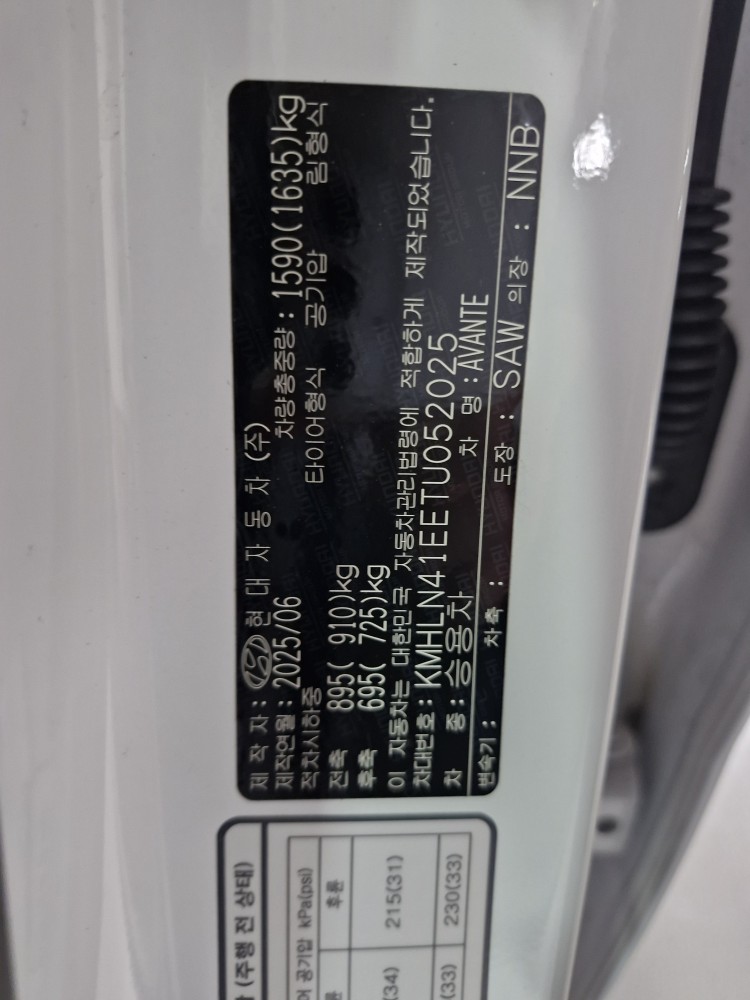 제 작 자 : 현 대 자 동 차 (주)
제작연월 : 2025/06 차량총중량 : 1590(1635)kg
적차시하중 타이어형식 공기압 림형식
전축 895( 910)kg
후축 695( 725)kg
이 자동차는 대한민국 자동차관리법령에 적합하게 제작되었습니다.
차대번호 : KMHLN41EETU052025
차 종 : 승용차 차 명 : AVANTE
변속기 : 차축 : 도장 : SAW 의장 : NNB
(주행 전 상태)
공기압 kPa(psi)
후륜
(34) 215(31)
(33) 230(33)